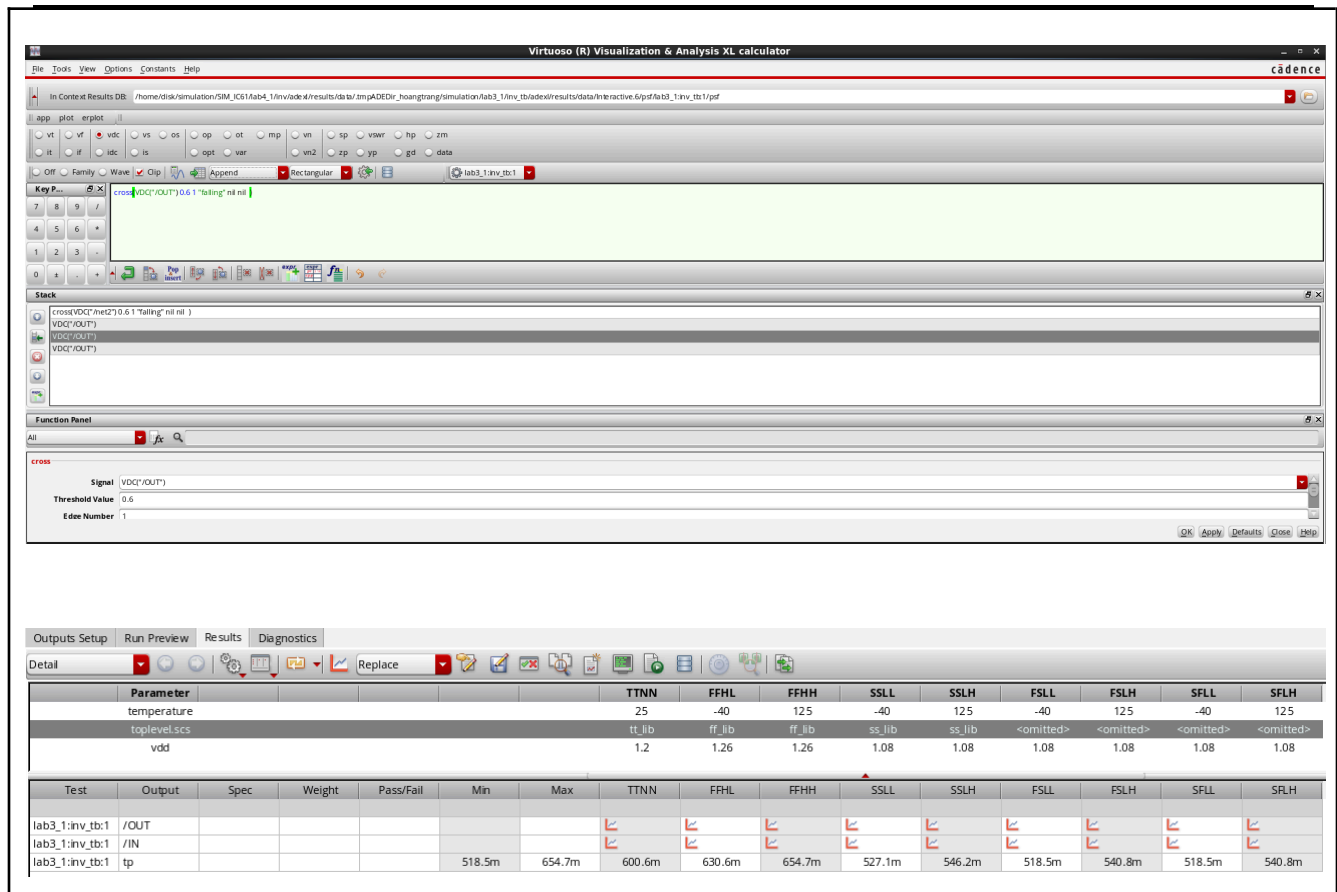 Virtuoso (R) Visualization & Analysis XL calculator
File Tools View Options Constants Help
cādence
In Context Results DB: /home/disk/simulation/SIM_IC61/lab4_1/inv/adexl/results/data/.tmpADEDir_hoangtrang/simulation/lab3_1/inv_tb/adexl/results/data/Interactive.6/psf/lab3_1:inv_tb:1/psf
app plot erplot
vt vf vdc vs os op ot mp vn sp vswr hp zm
it if idc is opt var vn2 zp yp gd data
Off Family Wave Clip Append Rectangular lab3_1:inv_tb:1
Key P...
cross(VDC("/OUT") 0.6 1 "falling" nil nil )
7 8 9 /
4 5 6 *
1 2 3 -
0 ± . +
Pop Insert expr expr fn
Stack
cross(VDC("/net2") 0.6 1 "falling" nil nil )
VDC("/OUT")
VDC("/OUT")
VDC("/OUT")
expr
Function Panel
All fx
cross
Signal VDC("/OUT")
Threshold Value 0.6
Edge Number 1
OK Apply Defaults Close Help
Outputs Setup Run Preview Results Diagnostics
Detail Replace
Parameter TTNN FFHL FFHH SSLL SSLH FSLL FSLH SFLL SFLH
temperature 25 -40 125 -40 125 -40 125 -40 125
toplevel.scs tt_lib ff_lib ff_lib ss_lib ss_lib <omitted> <omitted> <omitted> <omitted>
vdd 1.2 1.26 1.26 1.08 1.08 1.08 1.08 1.08 1.08
Test Output Spec Weight Pass/Fail Min Max TTNN FFHL FFHH SSLL SSLH FSLL FSLH SFLL SFLH
lab3_1:inv_tb:1 /OUT
lab3_1:inv_tb:1 /IN
lab3_1:inv_tb:1 tp 518.5m 654.7m 600.6m 630.6m 654.7m 527.1m 546.2m 518.5m 540.8m 518.5m 540.8m